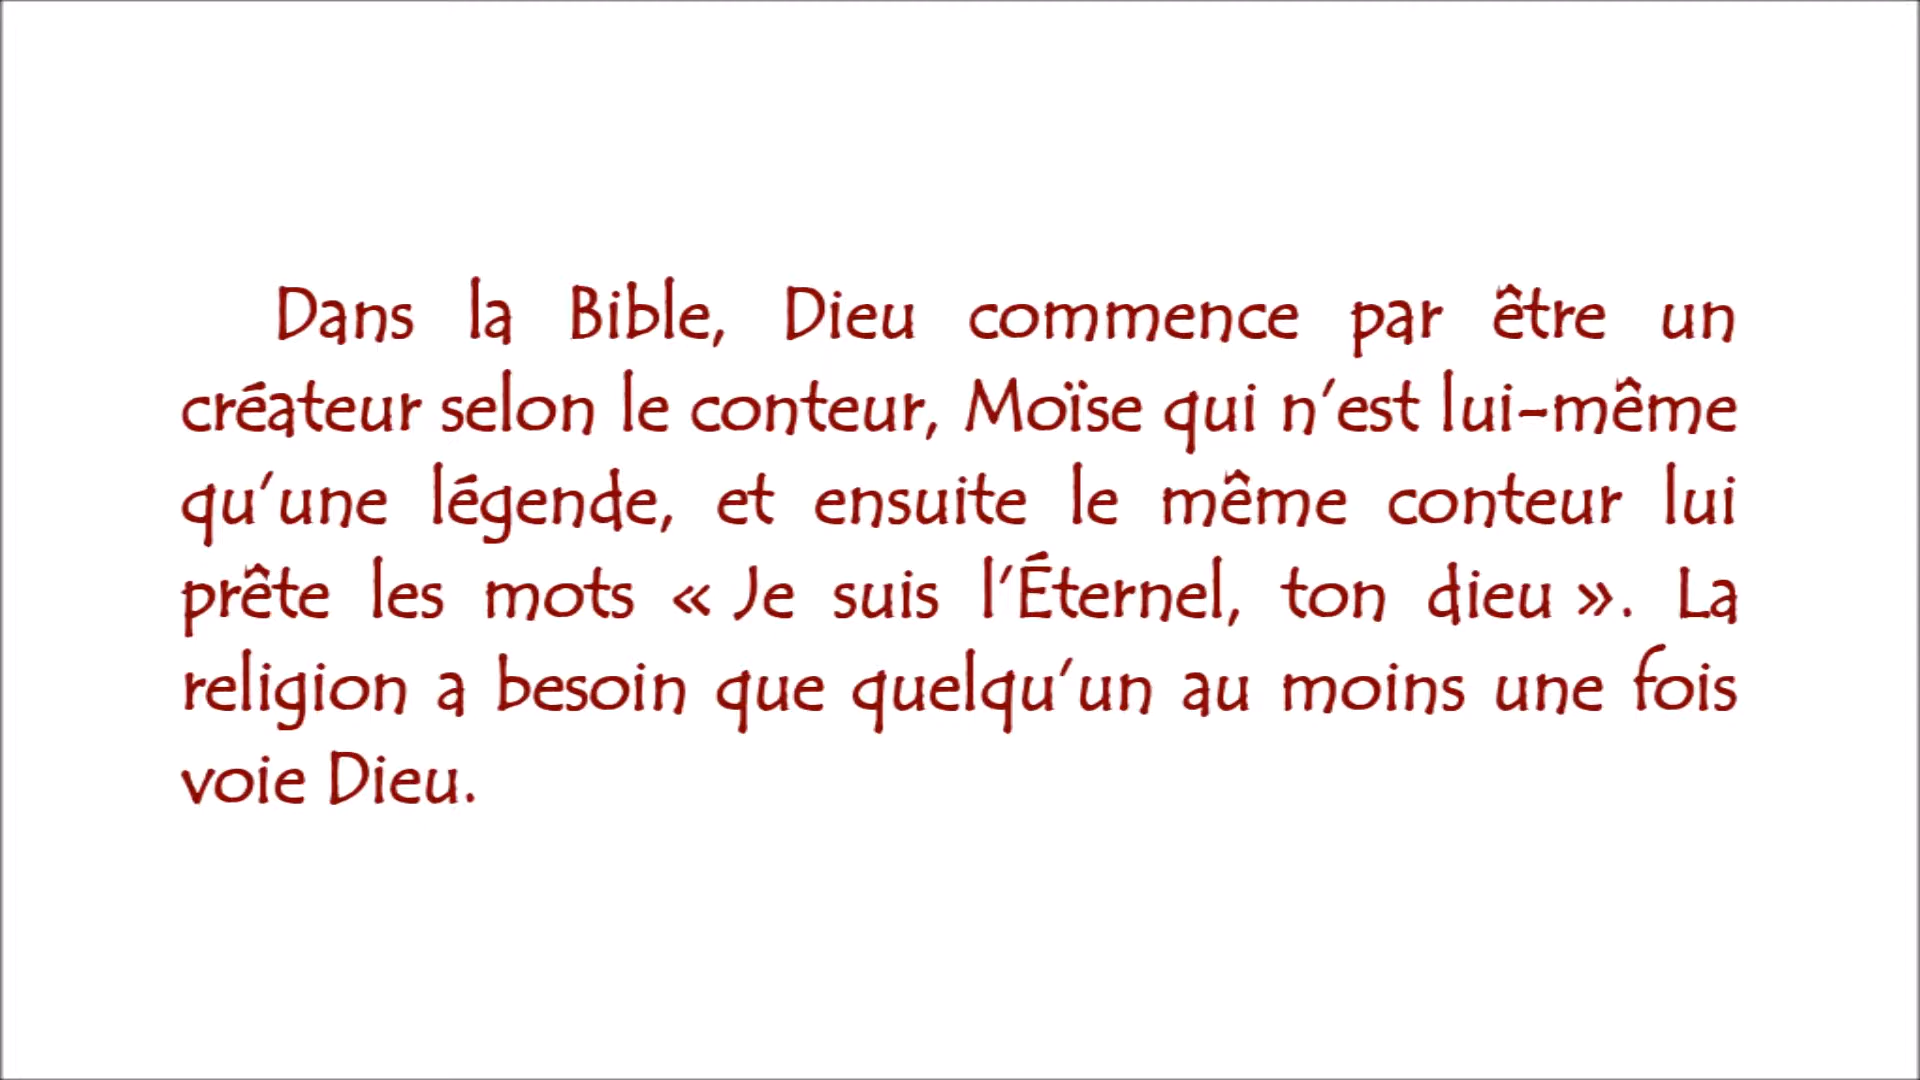 Dans la Bible, Dieu commence par être un
créateur selon le conteur, Moïse qui n’est lui-même
qu’une légende, et ensuite le même conteur lui
prête les mots « Je suis l’Éternel, ton dieu ». La
religion a besoin que quelqu’un au moins une fois
voie Dieu.